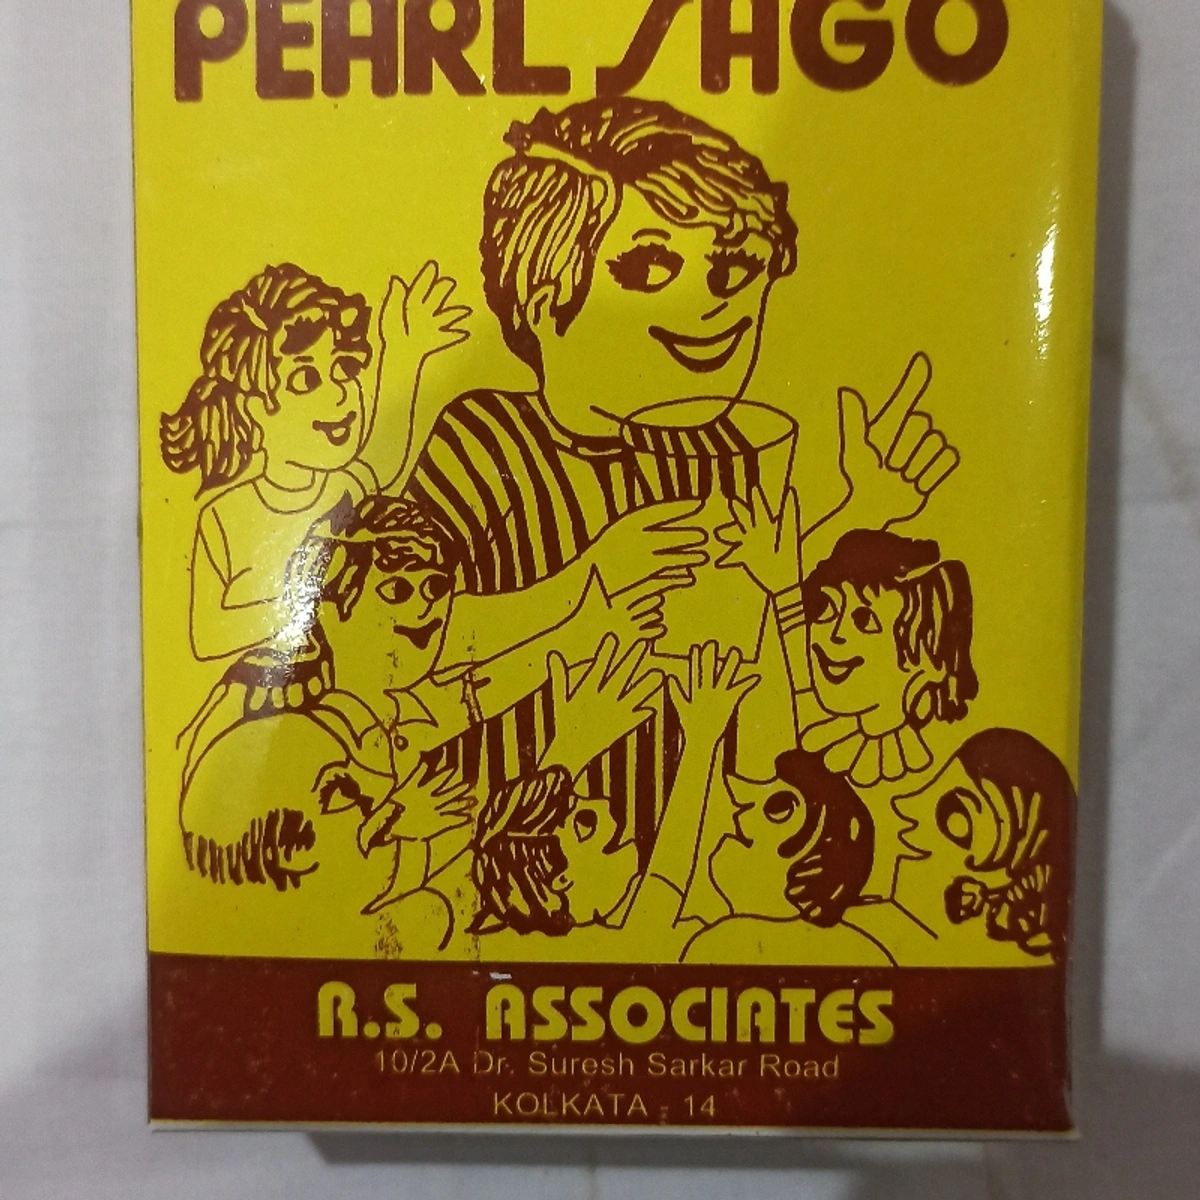 PEARL SAGO
R.S. ASSOCIATES
10/2A Dr. Suresh Sarkar Road
KOLKATA - 14